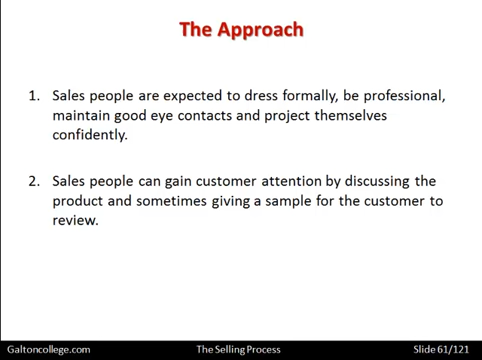 The Approach
1. Sales people are expected to dress formally, be professional,
maintain good eye contacts and project themselves
confidently.
2. Sales people can gain customer attention by discussing the
product and sometimes giving a sample for the customer to
review.
Galtoncollege.com The Selling Process Slide 61/121